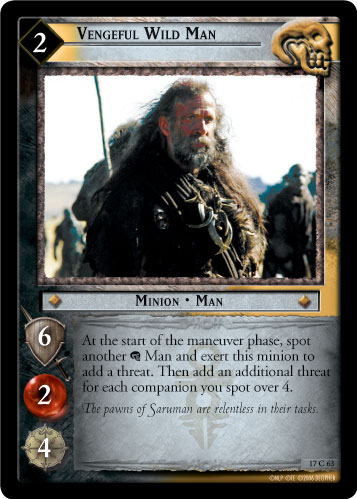 2
VENGEFUL WILD MAN
MINION • MAN
6
At the start of the maneuver phase, spot
another Man and exert this minion to
2
add a threat. Then add an additional threat
for each companion you spot over 4.
The pawns of Saruman are relentless in their tasks.
4
17 C 63